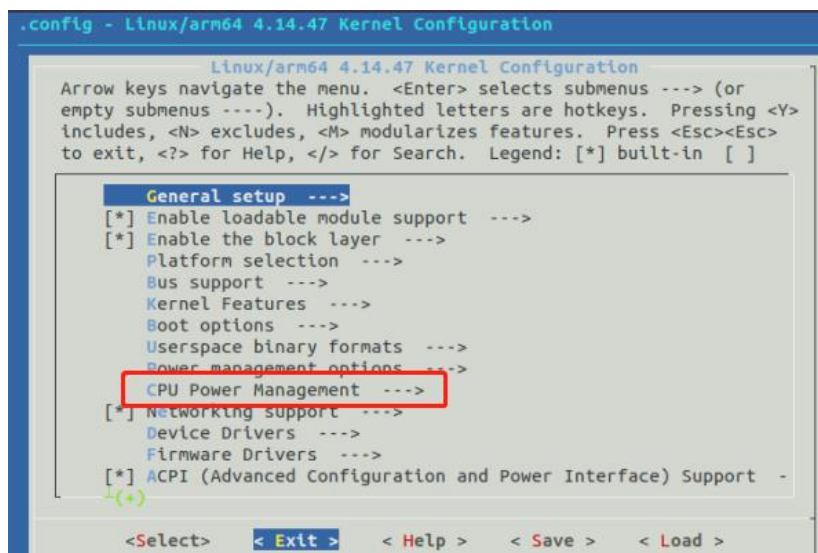 .config - Linux/arm64 4.14.47 Kernel Configuration
Linux/arm64 4.14.47 Kernel Configuration
Arrow keys navigate the menu.  <Enter> selects submenus ---> (or
empty submenus ----).  Highlighted letters are hotkeys.  Pressing <Y>
includes, <N> excludes, <M> modularizes features.  Press <Esc><Esc>
to exit, <?> for Help, </> for Search.  Legend: [*] built-in  [ ]
General setup  --->
[*] Enable loadable module support  --->
[*] Enable the block layer  --->
Platform selection  --->
Bus support  --->
Kernel Features  --->
Boot options  --->
Userspace binary formats  --->
Power management options  --->
CPU Power Management  --->
[*] Networking support  --->
Device Drivers  --->
Firmware Drivers  --->
[*] ACPI (Advanced Configuration and Power Interface) Support  -
(+)
<Select>    < Exit >    < Help >    < Save >    < Load >